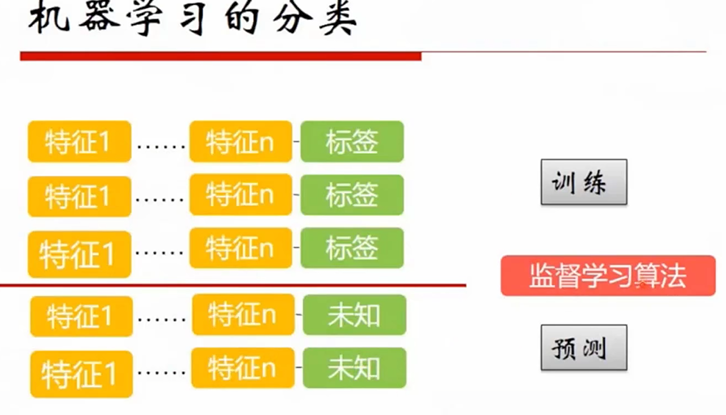 机器学习的分类
特征1 ...... 特征n - 标签
特征1 ...... 特征n - 标签
训练
特征1 ...... 特征n - 标签
监督学习算法
特征1 ...... 特征n - 未知
预测
特征1 ...... 特征n - 未知